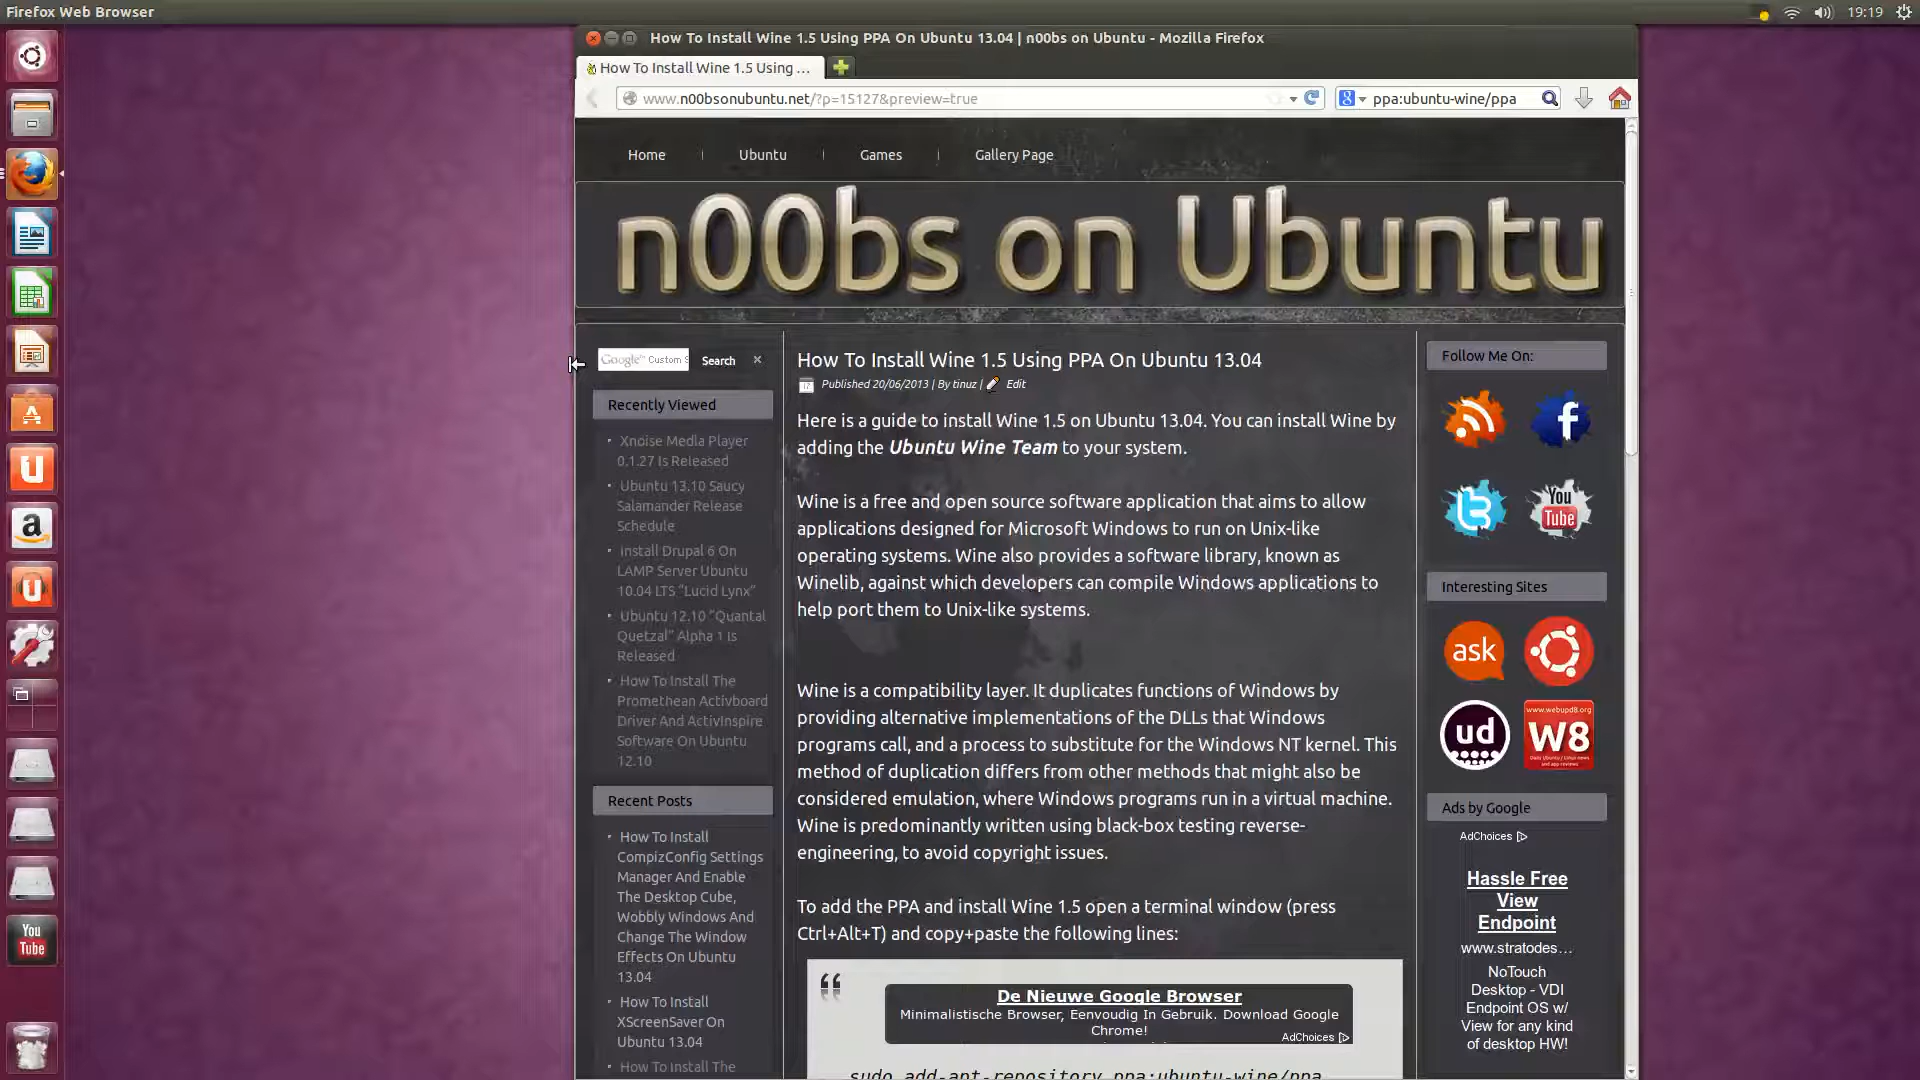 Firefox Web Browser
19:19
How To Install Wine 1.5 Using PPA On Ubuntu 13.04 | n00bs on Ubuntu - Mozilla Firefox
How To Install Wine 1.5 Using ...
www.n00bsonubuntu.net/?p=15127&preview=true
ppa:ubuntu-wine/ppa
Home
Ubuntu
Games
Gallery Page
n00bs on Ubuntu
Google™ Custom S
Search
×
Recently Viewed
Xnoise Media Player
0.1.27 Is Released
Ubuntu 13.10 Saucy
Salamander Release
Schedule
Install Drupal 6 On
LAMP Server Ubuntu
10.04 LTS "Lucid Lynx"
Ubuntu 12.10 "Quantal
Quetzal" Alpha 1 Is
Released
How To Install The
Promethean Activboard
Driver And ActivInspire
Software On Ubuntu
12.10
Recent Posts
How To Install
CompizConfig Settings
Manager And Enable
The Desktop Cube,
Wobbly Windows And
Change The Window
Effects On Ubuntu
13.04
How To Install
XScreenSaver On
Ubuntu 13.04
How To Install The
How To Install Wine 1.5 Using PPA On Ubuntu 13.04
Published 20/06/2013 | By tinuz | Edit
Here is a guide to install Wine 1.5 on Ubuntu 13.04. You can install Wine by
adding the Ubuntu Wine Team to your system.
Wine is a free and open source software application that aims to allow
applications designed for Microsoft Windows to run on Unix-like
operating systems. Wine also provides a software library, known as
Winelib, against which developers can compile Windows applications to
help port them to Unix-like systems.
Wine is a compatibility layer. It duplicates functions of Windows by
providing alternative implementations of the DLLs that Windows
programs call, and a process to substitute for the Windows NT kernel. This
method of duplication differs from other methods that might also be
considered emulation, where Windows programs run in a virtual machine.
Wine is predominantly written using black-box testing reverse-
engineering, to avoid copyright issues.
To add the PPA and install Wine 1.5 open a terminal window (press
Ctrl+Alt+T) and copy+paste the following lines:
De Nieuwe Google Browser
Minimalistische Browser, Eenvoudig In Gebruik. Download Google
Chrome!
AdChoices
sudo add-apt-repository ppa:ubuntu-wine/ppa
Follow Me On:
You
Tube
Interesting Sites
ask
ud
www.webupd8.org
W8
Ads by Google
AdChoices
Hassle Free
View
Endpoint
www.stratodes...
NoTouch
Desktop - VDI
Endpoint OS w/
View for any kind
of desktop HW!
You
Tube